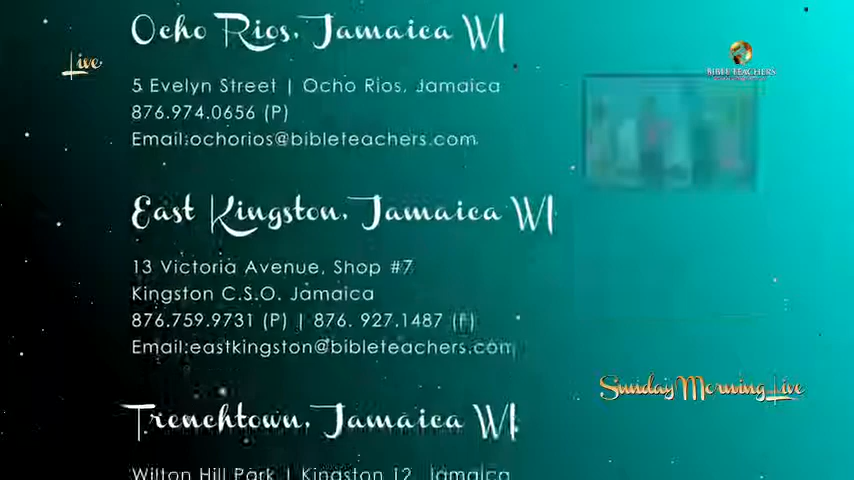 Live
BIBLE TEACHERS
Ocho Rios, Jamaica WI
5 Evelyn Street | Ocho Rios, Jamaica
876.974.0656 (P)
Email:ochorios@bibleteachers.com
East Kingston, Jamaica WI
13 Victoria Avenue, Shop #7
Kingston C.S.O. Jamaica
876.759.9731 (P) | 876. 927.1487 (F)
Email:eastkingston@bibleteachers.com
Sunday Morning Live
Trenchtown, Jamaica WI
Wilton Hill Park | Kingston 12, Jamaica